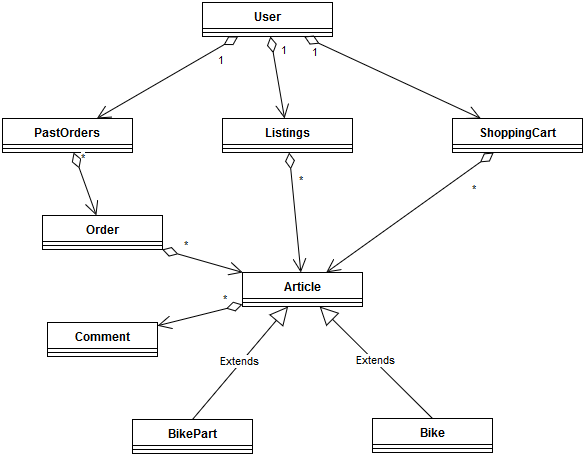 User
1
1
1
PastOrders
Listings
ShoppingCart
*
*
*
Order
*
Article
*
Comment
Extends
Extends
BikePart
Bike